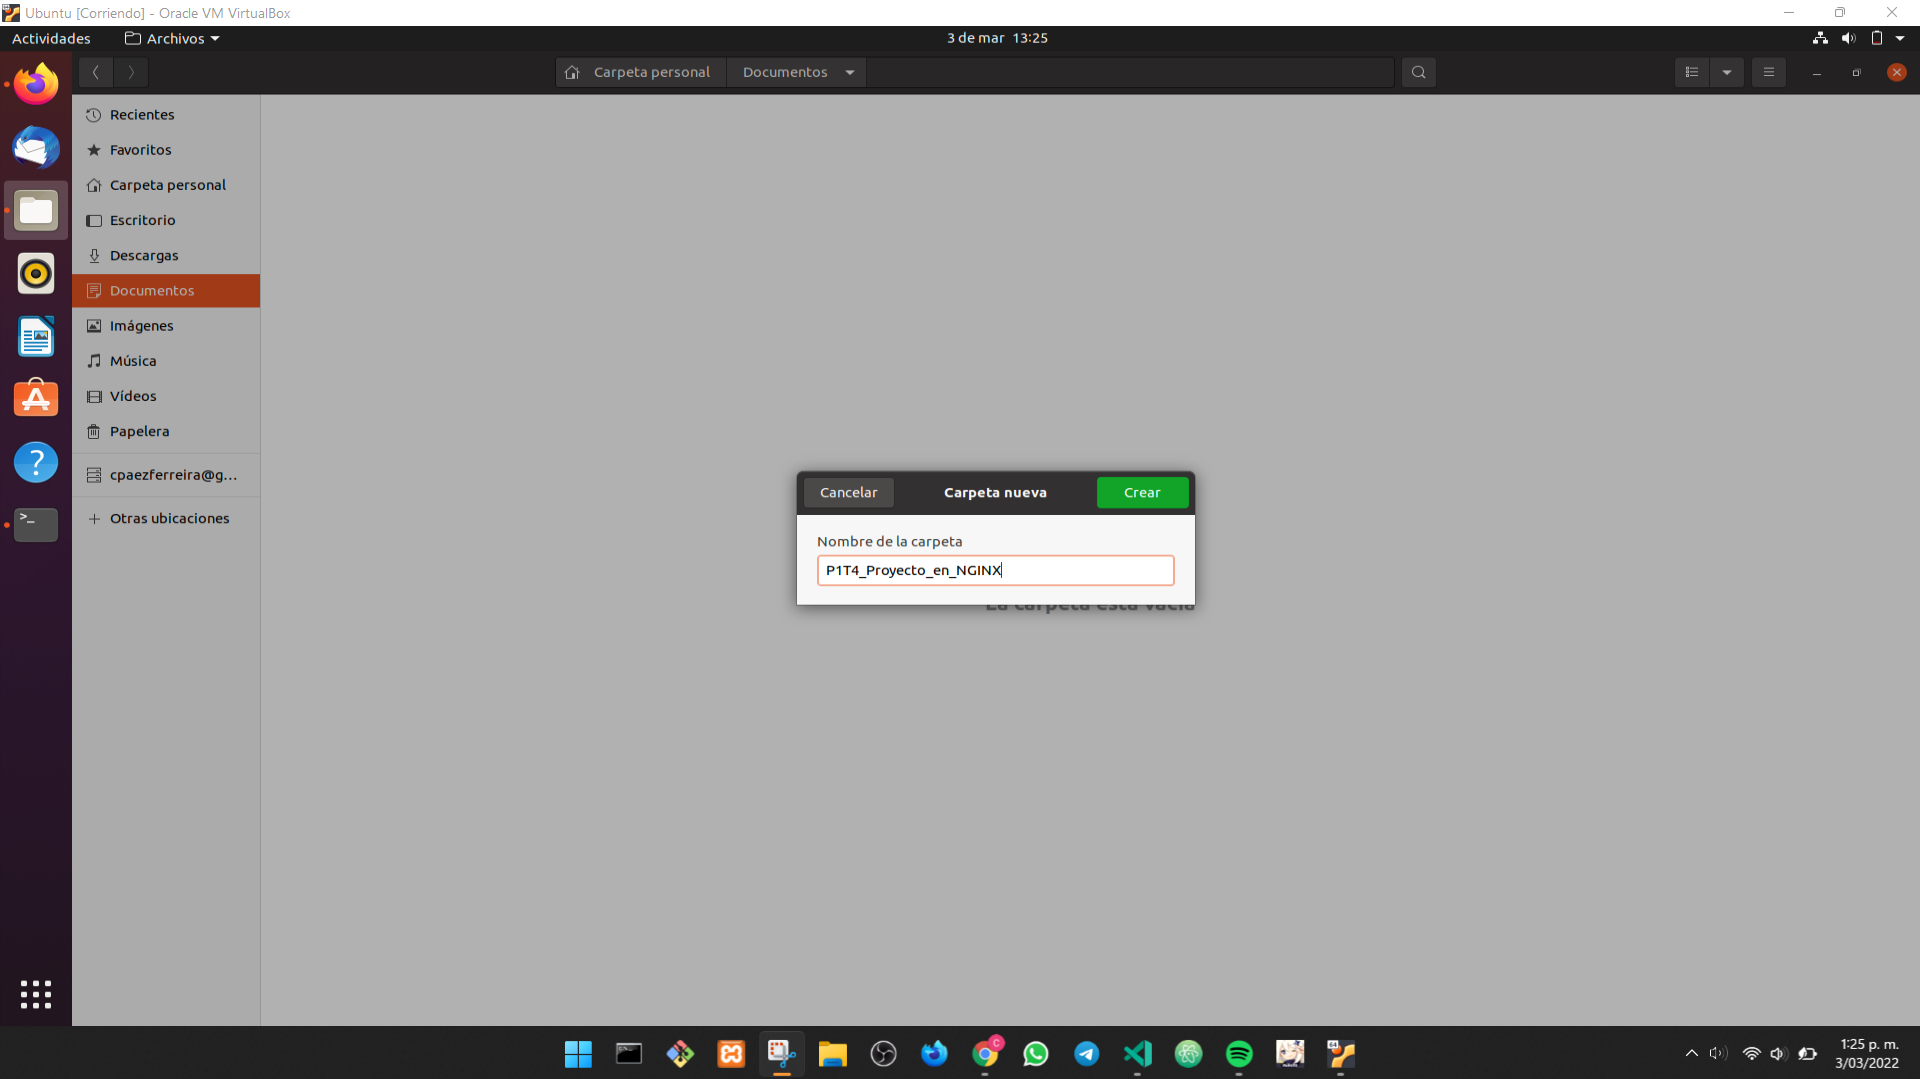 Ubuntu [Corriendo] - Oracle VM VirtualBox
Actividades
Archivos
3 de mar 13:25
Carpeta personal
Documentos
Recientes
Favoritos
Carpeta personal
Escritorio
Descargas
Documentos
Imágenes
Música
Vídeos
Papelera
cpaezferreira@g...
Otras ubicaciones
Cancelar
Carpeta nueva
Crear
Nombre de la carpeta
P1T4_Proyecto_en_NGINX
La carpeta está vacía
C
64
1:25 p. m.
3/03/2022